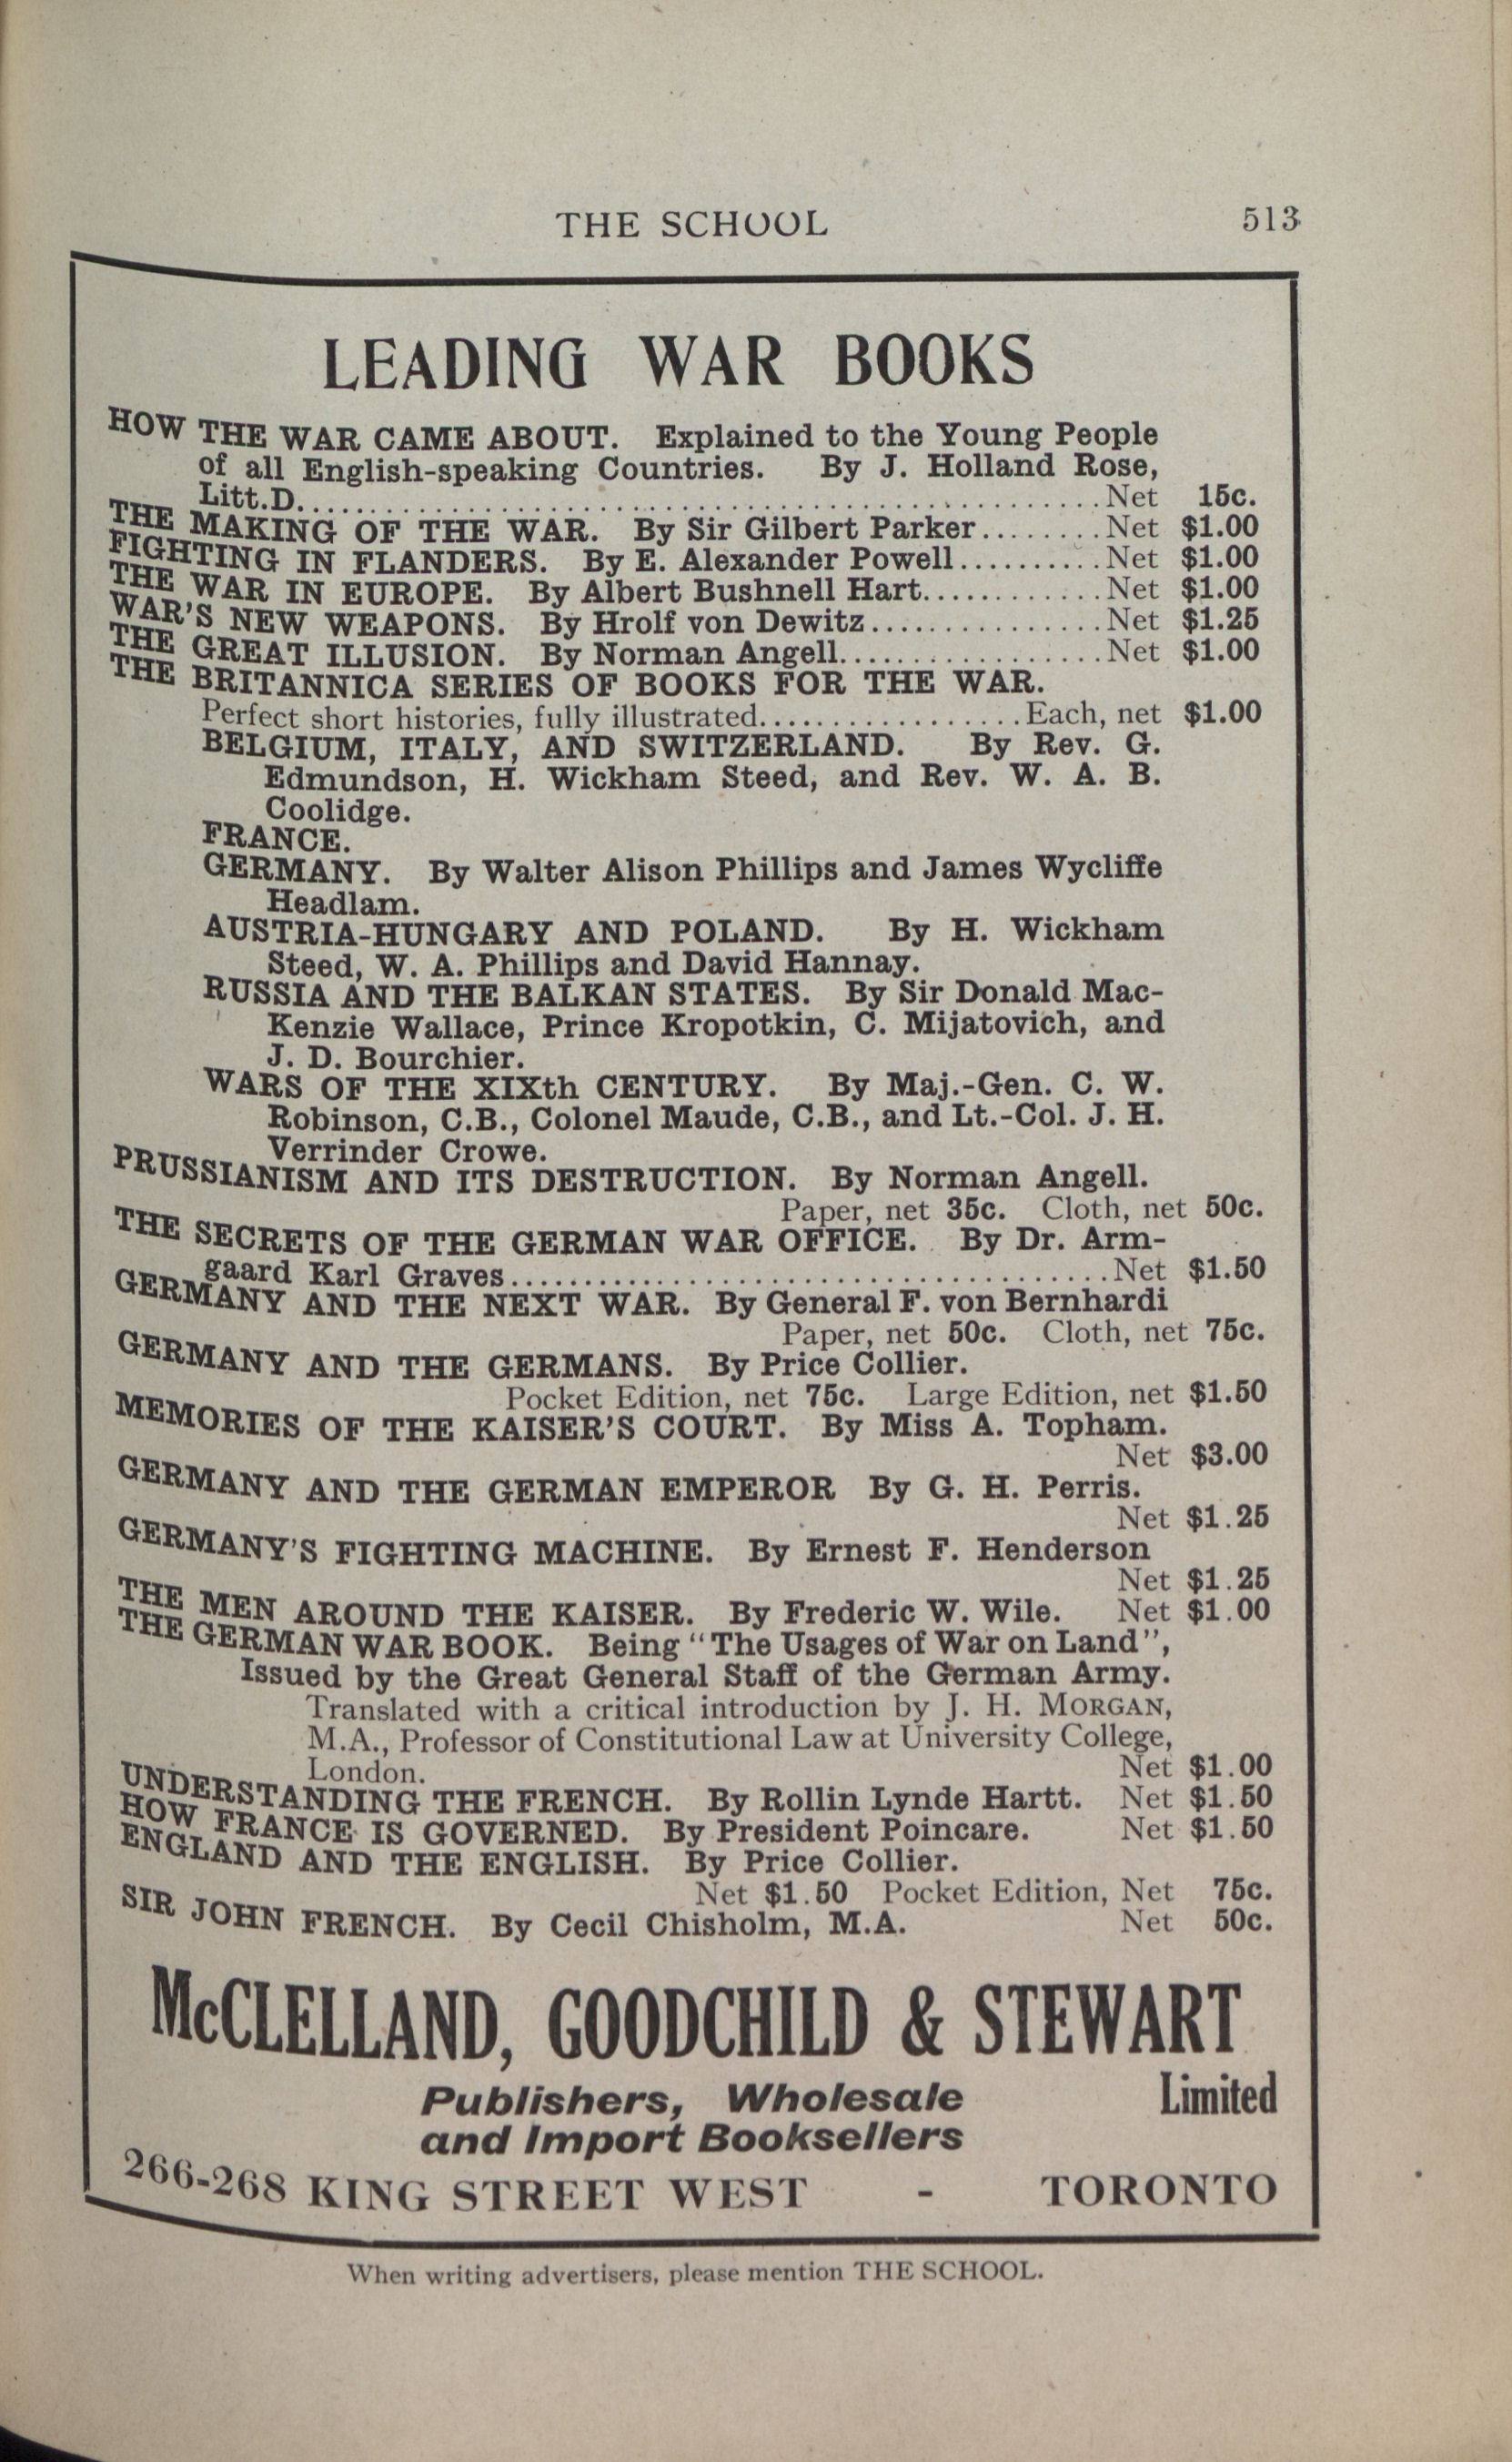 THE SCHOOL 513
LEADING WAR BOOKS
HOW THE WAR CAME ABOUT. Explained to the Young People
of all English-speaking Countries. By J. Holland Rose,
Litt.D. Net 15c.
THE MAKING OF THE WAR. By Sir Gilbert Parker........Net $1.00
FIGHTING IN FLANDERS. By E. Alexander Powell..........Net $1.00
THE WAR IN EUROPE. By Albert Bushnell Hart............Net $1.00
WAR'S NEW WEAPONS. By Hrolf von Dewitz...............Net $1.25
THE GREAT ILLUSION. By Norman Angell.................Net $1.00
THE BRITANNICA SERIES OF BOOKS FOR THE WAR.
Perfect short histories, fully illustrated.................Each, net $1.00
BELGIUM, ITALY, AND SWITZERLAND. By Rev. G.
Edmundson, H. Wickham Steed, and Rev. W. A. B.
Coolidge.
FRANCE.
GERMANY. By Walter Alison Phillips and James Wycliffe
Headlam.
AUSTRIA-HUNGARY AND POLAND. By H. Wickham
Steed, W. A. Phillips and David Hannay.
RUSSIA AND THE BALKAN STATES. By Sir Donald Mac-
Kenzie Wallace, Prince Kropotkin, C. Mijatovich, and
J. D. Bourchier.
WARS OF THE XIXth CENTURY. By Maj.-Gen. C. W.
Robinson, C.B., Colonel Maude, C.B., and Lt.-Col. J. H.
Verrinder Crowe.
PRUSSIANISM AND ITS DESTRUCTION. By Norman Angell.
Paper, net 35c. Cloth, net 50c.
THE SECRETS OF THE GERMAN WAR OFFICE. By Dr. Arm-
gaard Karl Graves......................................Net $1.50
GERMANY AND THE NEXT WAR. By General F. von Bernhardi
Paper, net 50c. Cloth, net 75c.
GERMANY AND THE GERMANS. By Price Collier.
Pocket Edition, net 75c. Large Edition, net $1.50
MEMORIES OF THE KAISER'S COURT. By Miss A. Topham.
Net $3.00
GERMANY AND THE GERMAN EMPEROR By G. H. Perris.
Net $1.25
GERMANY'S FIGHTING MACHINE. By Ernest F. Henderson
Net $1.25
THE MEN AROUND THE KAISER. By Frederic W. Wile. Net $1.00
THE GERMAN WAR BOOK. Being "The Usages of War on Land",
Issued by the Great General Staff of the German Army.
Translated with a critical introduction by J. H. MORGAN,
M.A., Professor of Constitutional Law at University College,
London. Net $1.00
UNDERSTANDING THE FRENCH. By Rollin Lynde Hartt. Net $1.50
HOW FRANCE IS GOVERNED. By President Poincare. Net $1.50
ENGLAND AND THE ENGLISH. By Price Collier.
Net $1.50 Pocket Edition, Net 75c.
SIR JOHN FRENCH. By Cecil Chisholm, M.A. Net 50c.
McCLELLAND, GOODCHILD & STEWART
Limited
Publishers, Wholesale
and Import Booksellers
266-268 KING STREET WEST - TORONTO
When writing advertisers, please mention THE SCHOOL.